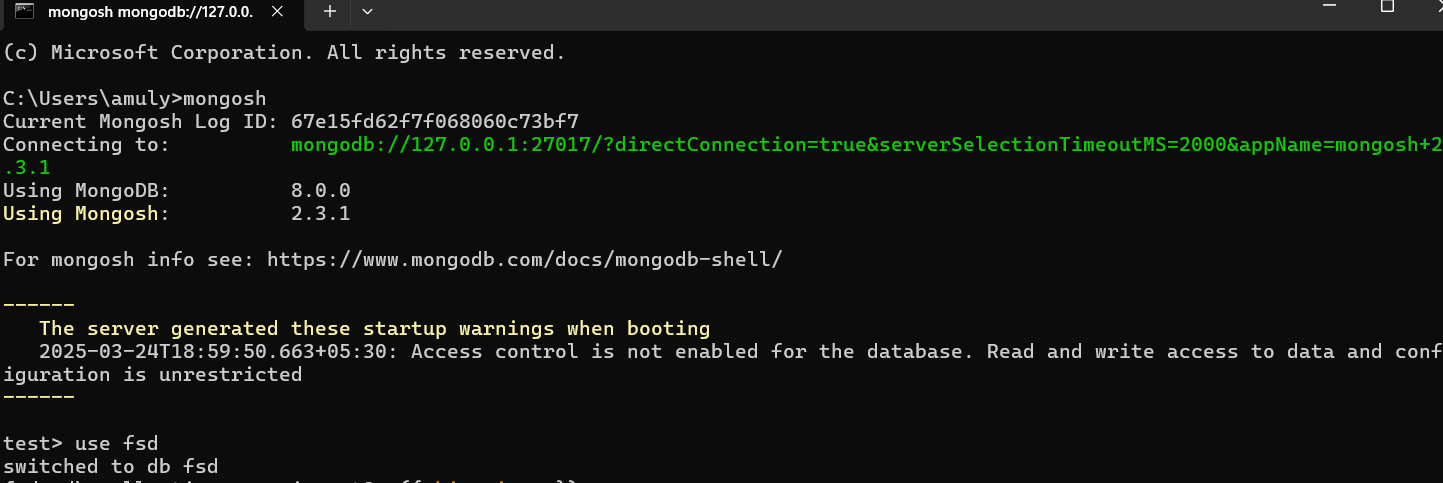 mongosh mongodb://127.0.0.
(c) Microsoft Corporation. All rights reserved.
C:\Users\amuly>mongosh
Current Mongosh Log ID: 67e15fd62f7f068060c73bf7
Connecting to: mongodb://127.0.0.1:27017/?directConnection=true&serverSelectionTimeoutMS=2000&appName=mongosh+2
.3.1
Using MongoDB: 8.0.0
Using Mongosh: 2.3.1
For mongosh info see: https://www.mongodb.com/docs/mongodb-shell/
------
The server generated these startup warnings when booting
2025-03-24T18:59:50.663+05:30: Access control is not enabled for the database. Read and write access to data and conf
iguration is unrestricted
------
test> use fsd
switched to db fsd